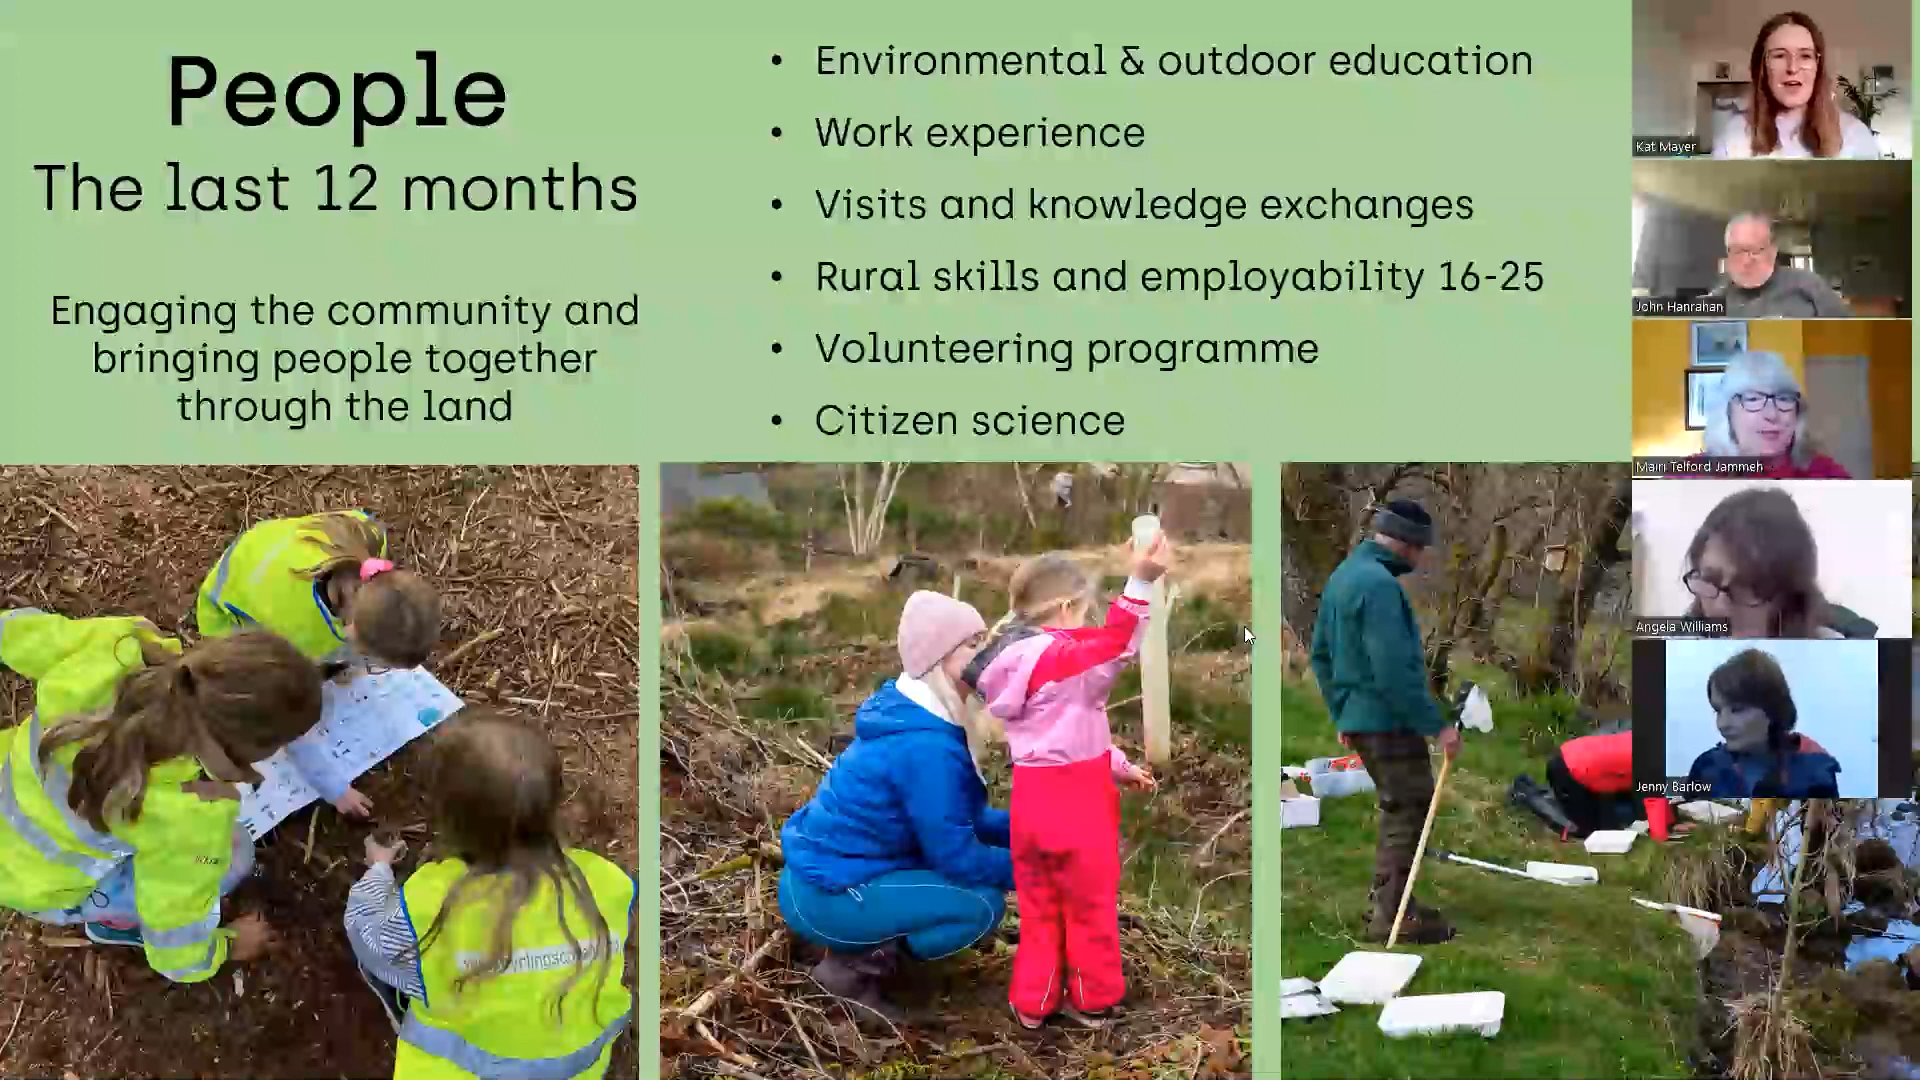 People
The last 12 months
Engaging the community and
bringing people together
through the land
• Environmental & outdoor education
• Work experience
• Visits and knowledge exchanges
• Rural skills and employability 16-25
• Volunteering programme
• Citizen science
Kat Mayer
John Hanrahan
Mairi Telford Jammeh
Angela Williams
Jenny Barlow